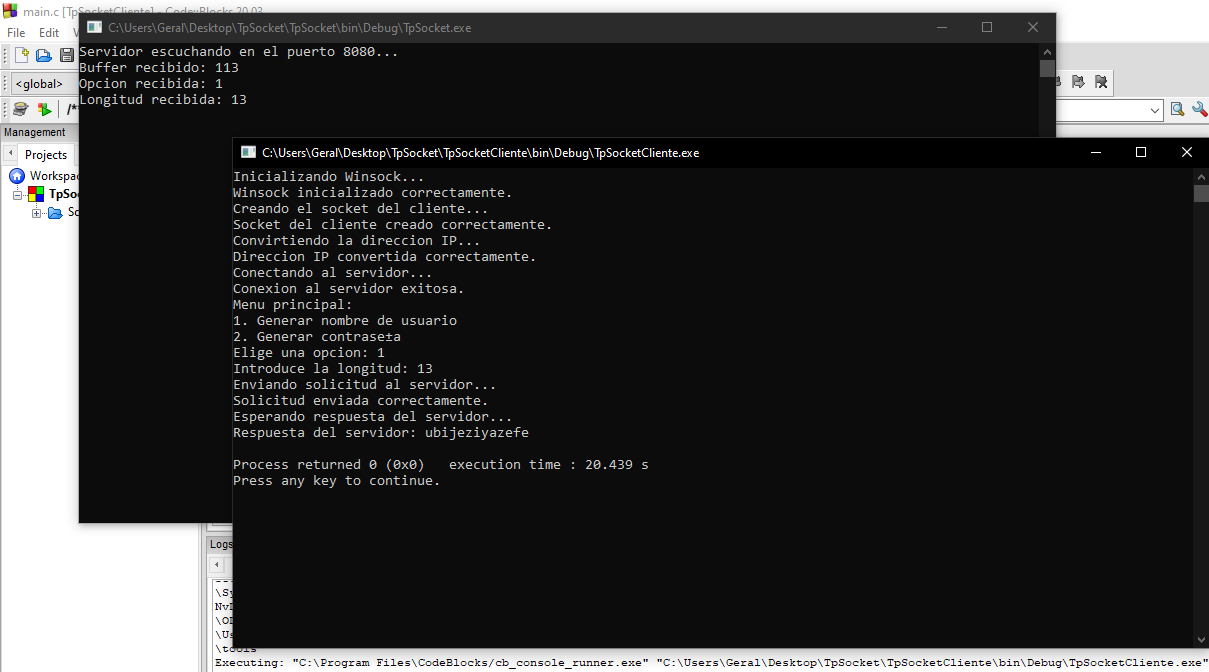 main.c [TpSocketCliente] - Code::Blocks 20.03
File Edit
C:\Users\Geral\Desktop\TpSocket\TpSocket\bin\Debug\TpSocket.exe
Servidor escuchando en el puerto 8080...
Buffer recibido: 113
Opcion recibida: 1
Longitud recibida: 13
<global>
/**
Management
Projects
Workspa
TpSo
So
C:\Users\Geral\Desktop\TpSocket\TpSocketCliente\bin\Debug\TpSocketCliente.exe
Inicializando Winsock...
Winsock inicializado correctamente.
Creando el socket del cliente...
Socket del cliente creado correctamente.
Convirtiendo la direccion IP...
Direccion IP convertida correctamente.
Conectando al servidor...
Conexion al servidor exitosa.
Menu principal:
1. Generar nombre de usuario
2. Generar contrase±a
Elige una opcion: 1
Introduce la longitud: 13
Enviando solicitud al servidor...
Solicitud enviada correctamente.
Esperando respuesta del servidor...
Respuesta del servidor: ubijeziyazefe
Process returned 0 (0x0)   execution time : 20.439 s
Press any key to continue.
Logs
\Sy
\Us
\tools
Executing: "C:\Program Files\CodeBlocks/cb_console_runner.exe" "C:\Users\Geral\Desktop\TpSocket\TpSocketCliente\bin\Debug\TpSocketCliente.exe"